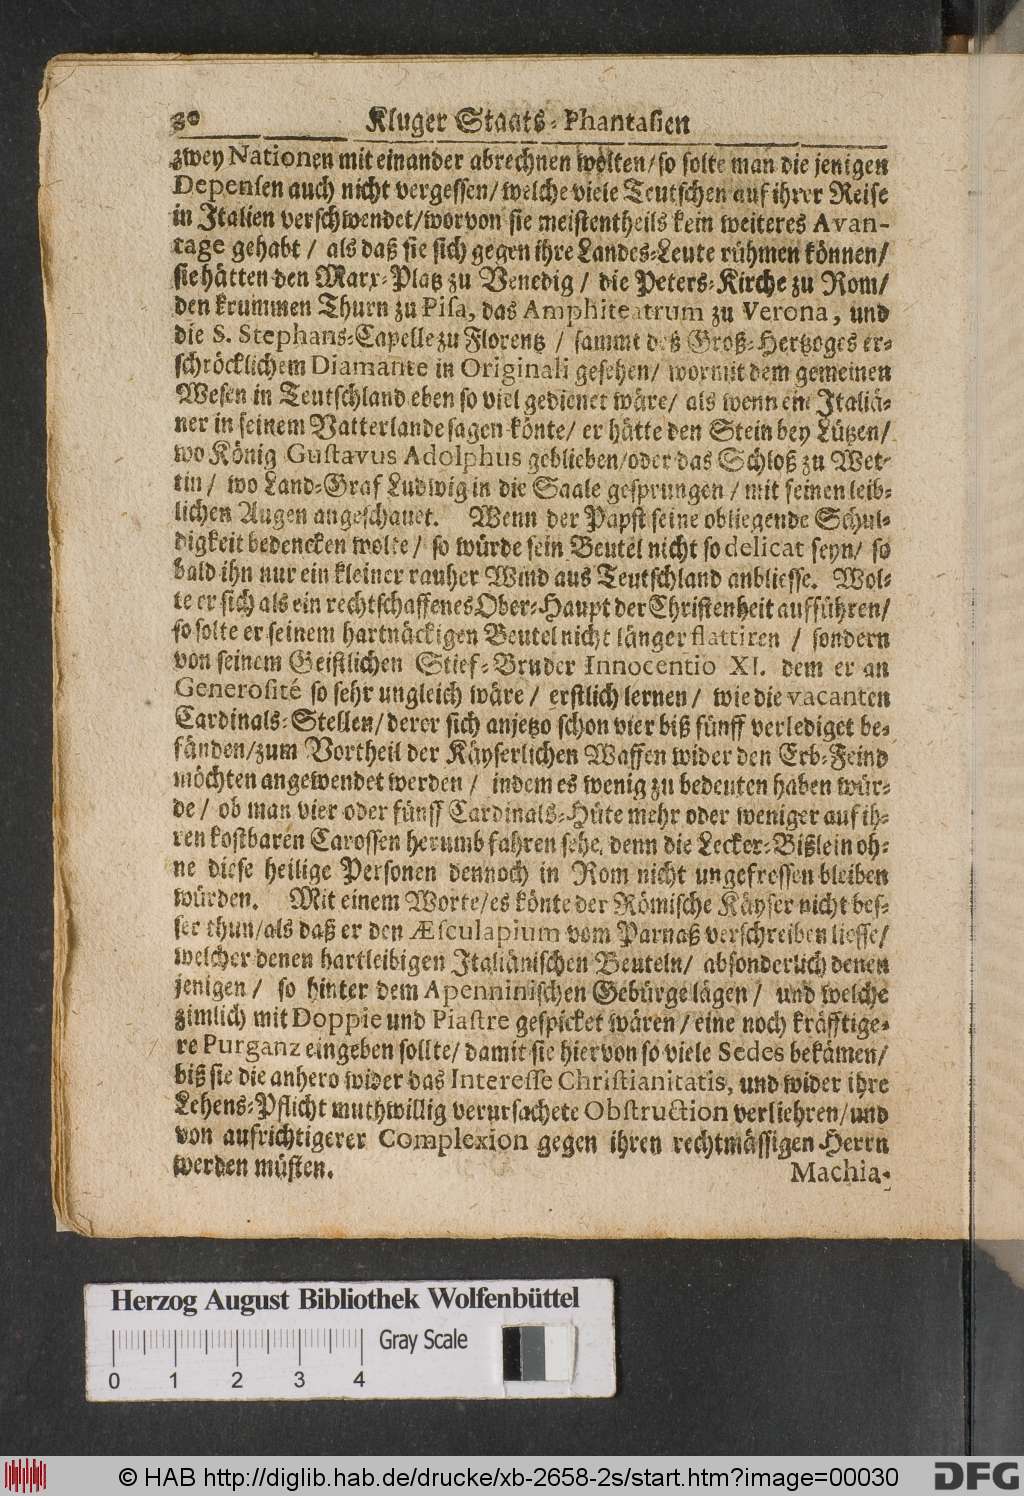 30 Kluger Staats-Phantasien
zwey Nationen mit einander abrechnen wolten/ so solte man die jenigen
Depensen auch nicht vergessen/ welche viele Teutschen auf ihrer Reise
in Italien verschwendet/ worvon sie meistentheils kein weiteres Avan-
tage gehabt / als daß sie sich gegen ihre Landes-Leute rühmen können/
sie hätten den Marx-Platz zu Venedig / die Peters-Kirche zu Rom/
den krummen Thurn zu Pisa, das Amphiteatrum zu Verona, und
die S. Stephans-Capelle zu Florentz / sammt deß Groß-Hertzoges er-
schröcklichem Diamante in Originali gesehen/ wormit dem gemeinen
Wesen in Teutschland eben so viel gedienet wäre/ als wenn ein Italiä-
ner in seinem Vatterlande sagen könte/ er hätte den Stein bey Lützen/
wo König Gustavus Adolphus geblieben/ oder das Schloß zu Wet-
tin / wo Land-Graf Ludwig in die Saale gesprungen / mit seinen leib-
lichen Augen angeschauet. Wenn der Papst seine obliegende Schul-
digkeit bedencken wolte / so würde sein Beutel nicht so delicat seyn/ so
bald ihn nur ein kleiner rauher Wind aus Teutschland anbliesse. Wol-
te er sich als ein rechtschaffenes Ober-Haupt der Christenheit aufführen/
so solte er seinem hartnäckigen Beutel nicht länger flattiren / sondern
von seinem Geistlichen Stief-Bruder Innocentio XI. dem er an
Generosité so sehr ungleich wäre / erstlich lernen / wie die vacanten
Cardinals-Stellen/ derer sich anjetzo schon vier biß fünff verlediget be-
fänden/ zum Vortheil der Käyserlichen Waffen wider den Erb-Feind
möchten angewendet werden / indem es wenig zu bedeuten haben wür-
de / ob man vier oder fünff Cardinals-Hüte mehr oder weniger auf ih-
ren kostbaren Carossen herumb fahren sehe, denn die Lecker-Bißlein oh-
ne diese heilige Personen dennoch in Rom nicht ungefressen bleiben
würden. Mit einem Worte/ es könte der Römische Käyser nicht bes-
ser thun/ als daß er den Æsculapium vom Parnaß verschreiben liesse/
welcher denen hartleibigen Italiänischen Beuteln/ absonderlich denen
jenigen / so hinter dem Apenninischen Gebürge lägen / und welche
zimlich mit Doppie und Piastre gespicket wären / eine noch kräfftige-
re Purganz eingeben sollte/ damit sie hiervon so viele Sedes bekämen/
biß sie die anhero wider das Interesse Christianitatis, und wider ihre
Lehens-Pflicht muthwillig verursachete Obstruction verliehren/ und
von aufrichtigerer Complexion gegen ihren rechtmässigen Herrn
werden müsten.
Machia-
Herzog August Bibliothek Wolfenbüttel
Gray Scale
0 1 2 3 4
© HAB http://diglib.hab.de/drucke/xb-2658-2s/start.htm?image=00030
DFG